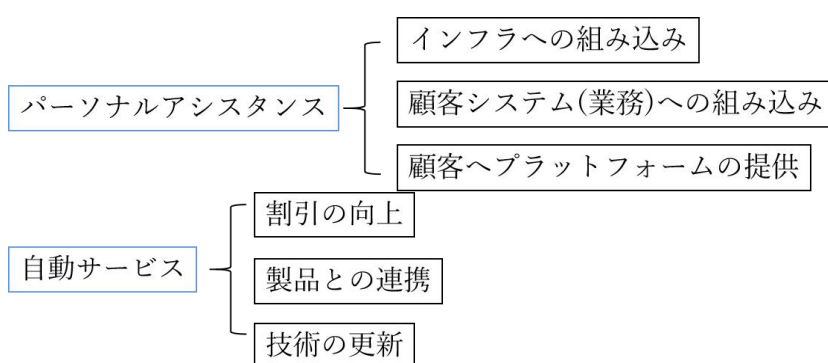 パーソナルアシスタンス
インフラへの組み込み
顧客システム(業務)への組み込み
顧客へプラットフォームの提供
自動サービス
割引の向上
製品との連携
技術の更新